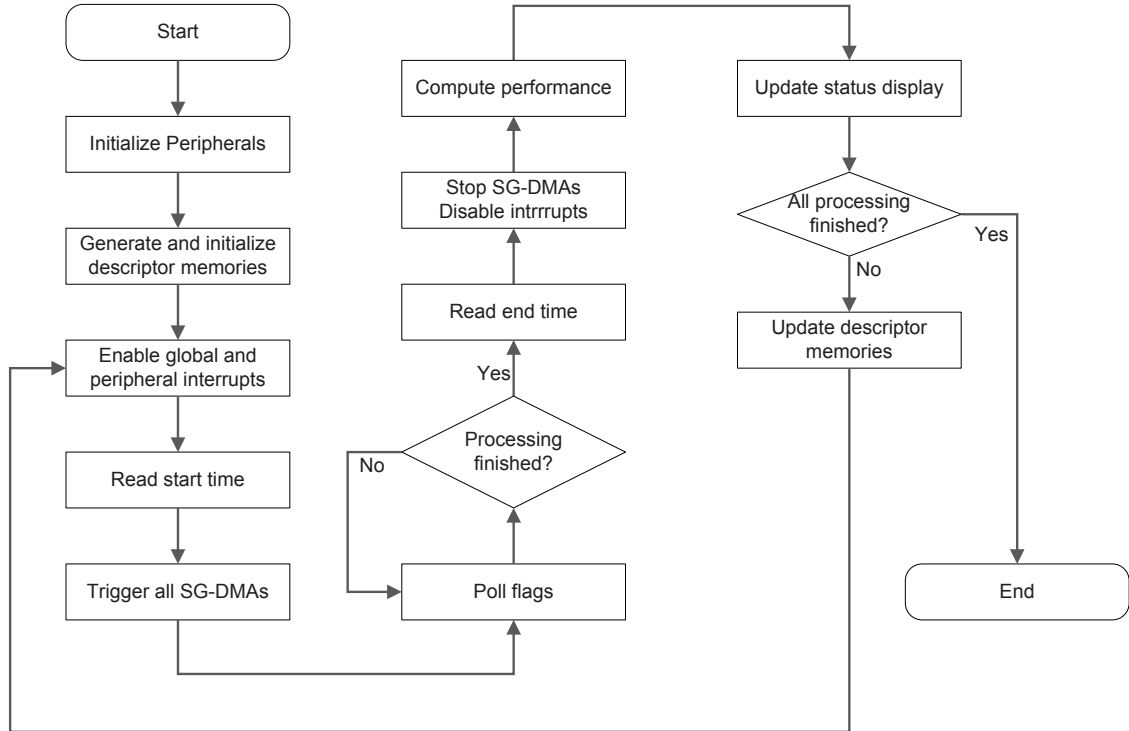 Start
Initialize Peripherals
Generate and initialize
descriptor memories
Enable global and
peripheral interrupts
Read start time
Trigger all SG-DMAs
Compute performance
Stop SG-DMAs
Disable intrrrupts
Read end time
Yes
Processing
finished?
No
Poll flags
Update status display
All processing
finished?
Yes
No
Update descriptor
memories
End